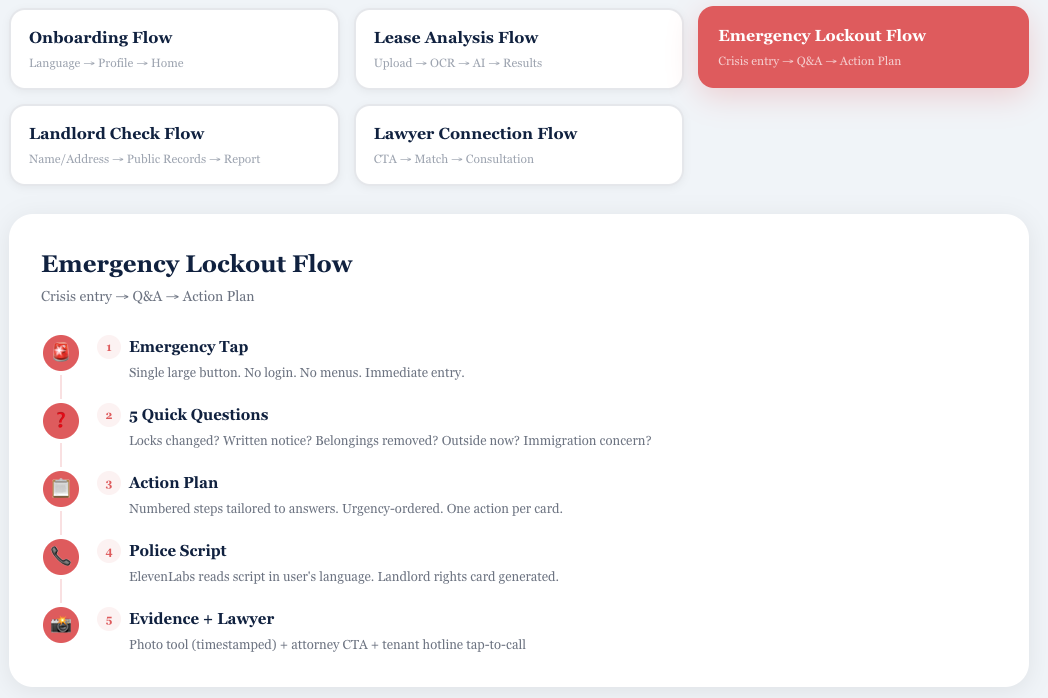 Onboarding Flow
Language → Profile → Home
Lease Analysis Flow
Upload → OCR → AI → Results
Emergency Lockout Flow
Crisis entry → Q&A → Action Plan
Landlord Check Flow
Name/Address → Public Records → Report
Lawyer Connection Flow
CTA → Match → Consultation
Emergency Lockout Flow
Crisis entry → Q&A → Action Plan
1 Emergency Tap
Single large button. No login. No menus. Immediate entry.
2 5 Quick Questions
Locks changed? Written notice? Belongings removed? Outside now? Immigration concern?
3 Action Plan
Numbered steps tailored to answers. Urgency-ordered. One action per card.
4 Police Script
ElevenLabs reads script in user's language. Landlord rights card generated.
5 Evidence + Lawyer
Photo tool (timestamped) + attorney CTA + tenant hotline tap-to-call